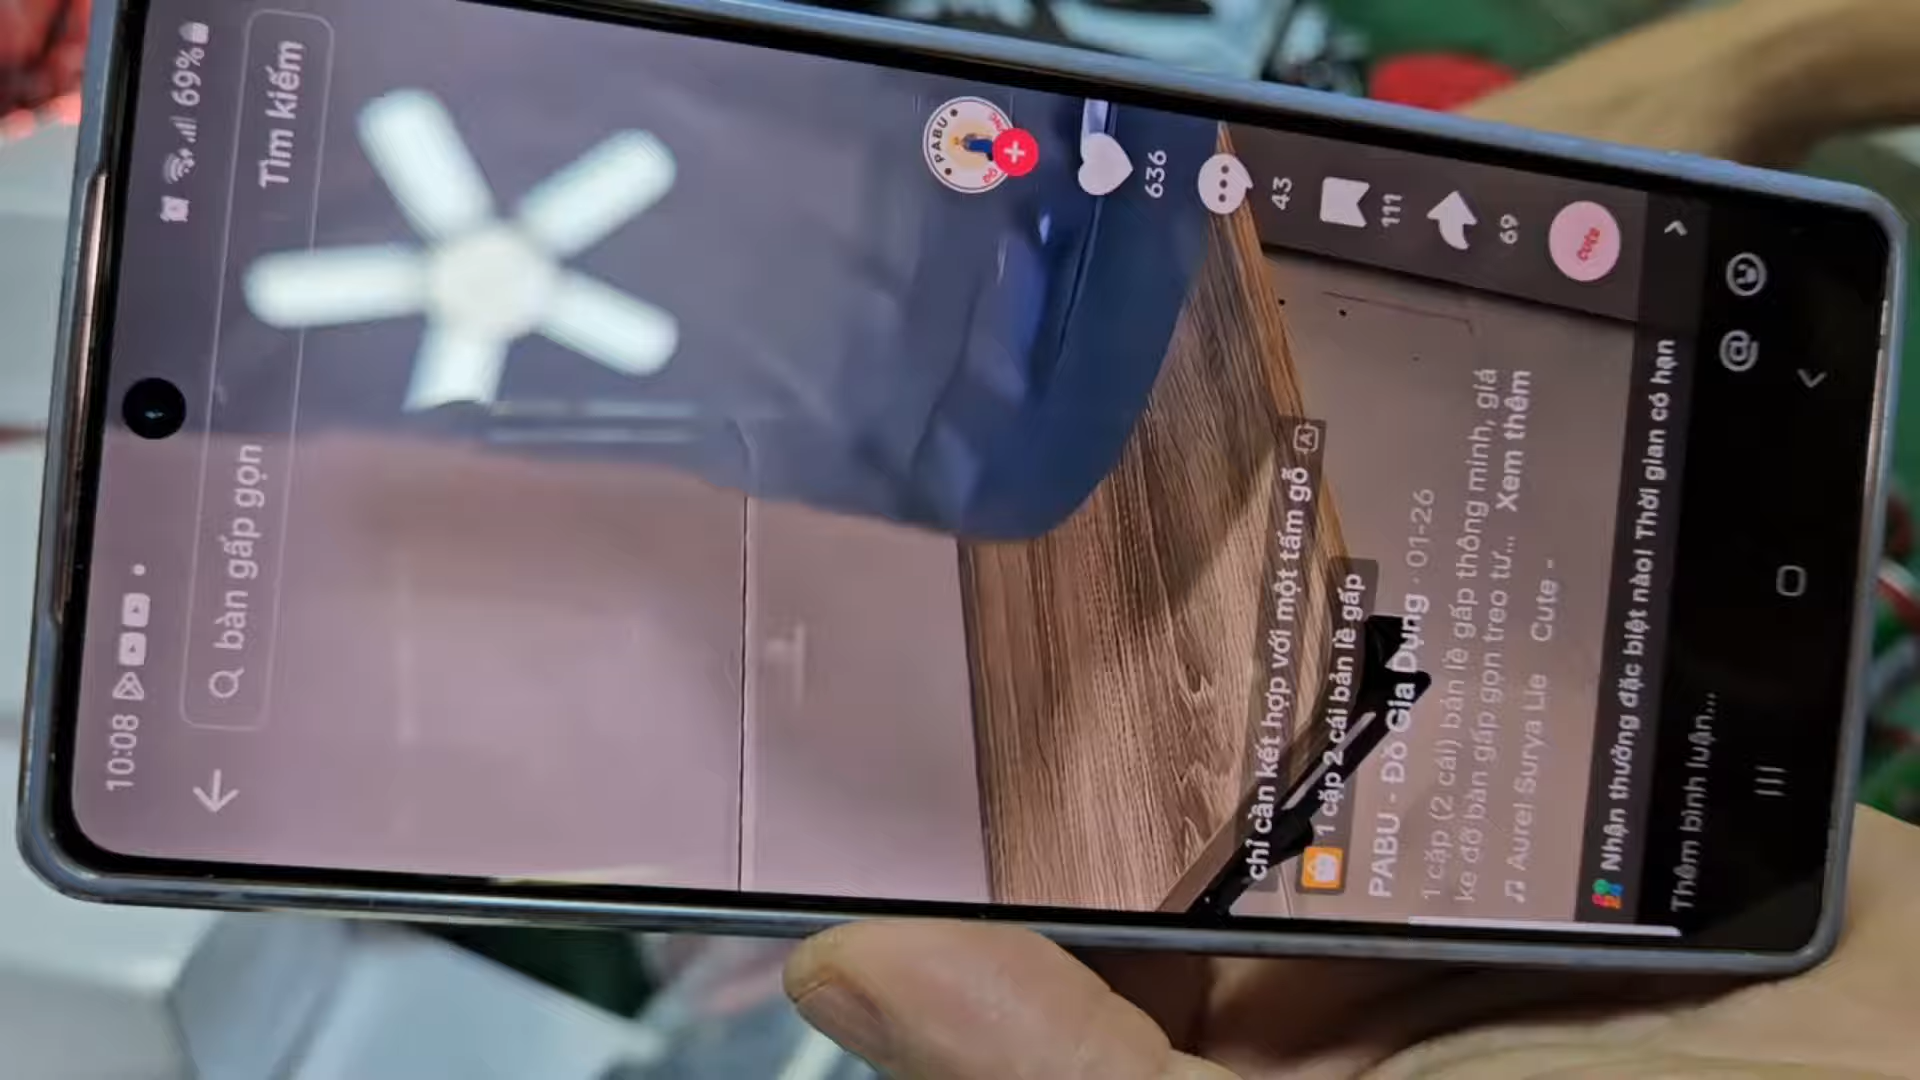 10:08
69%
bàn gấp gọn
Tìm kiếm
PABU
636
43
111
69
chỉ cần kết hợp với một tấm gỗ
1 cặp 2 cái bản lề gấp
PABU - Đồ Gia Dụng · 01-26
1 cặp (2 cái) bản lề gấp thông minh, giá
ke đỡ bàn gấp gọn treo tư... Xem thêm
Aurel Surya Lie Cute -
cute
Nhận thưởng đặc biệt nào! Thời gian có hạn
Thêm bình luận...
@